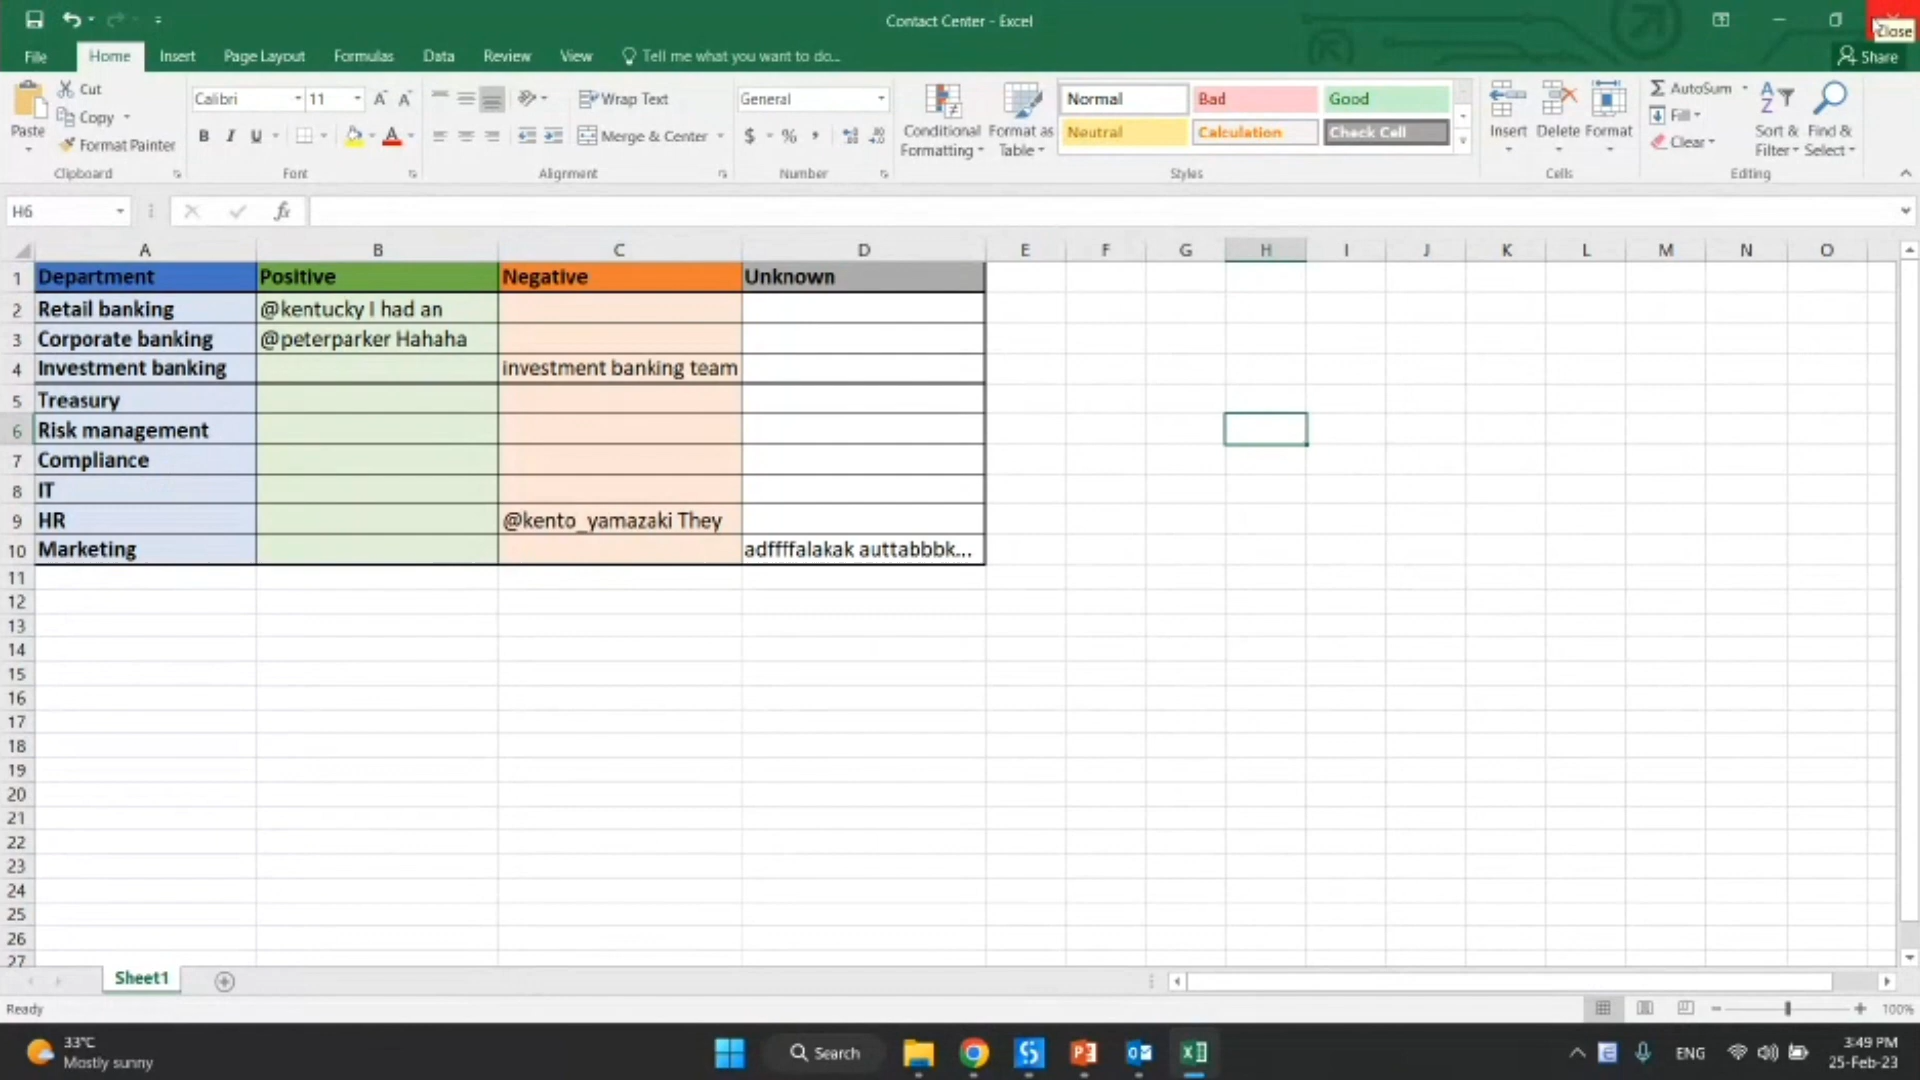 Contact Center - Excel
Close
File Home Insert Page Layout Formulas Data Review View Tell me what you want to do... Share
Paste Cut Copy Format Painter Clipboard
Calibri 11 B I U Font
Wrap Text Merge & Center Alignment
General $ % , Number
Conditional Formatting Format as Table
Normal Bad Good
Neutral Calculation Check Cell
Styles
Insert Delete Format Cells
AutoSum Fill Clear Sort & Filter Find & Select Editing
H6 fx
A B C D E F G H I J K L M N O
1 Department Positive Negative Unknown
2 Retail banking @kentucky I had an
3 Corporate banking @peterparker Hahaha
4 Investment banking investment banking team
5 Treasury
6 Risk management
7 Compliance
8 IT
9 HR @kento_yamazaki They
10 Marketing adffffalakak auttabbbk...
11
12
13
14
15
16
17
18
19
20
21
22
23
24
25
26
27
Sheet1
Ready 100%
33°C
Mostly sunny
Search
ENG
3:49 PM
25-Feb-23